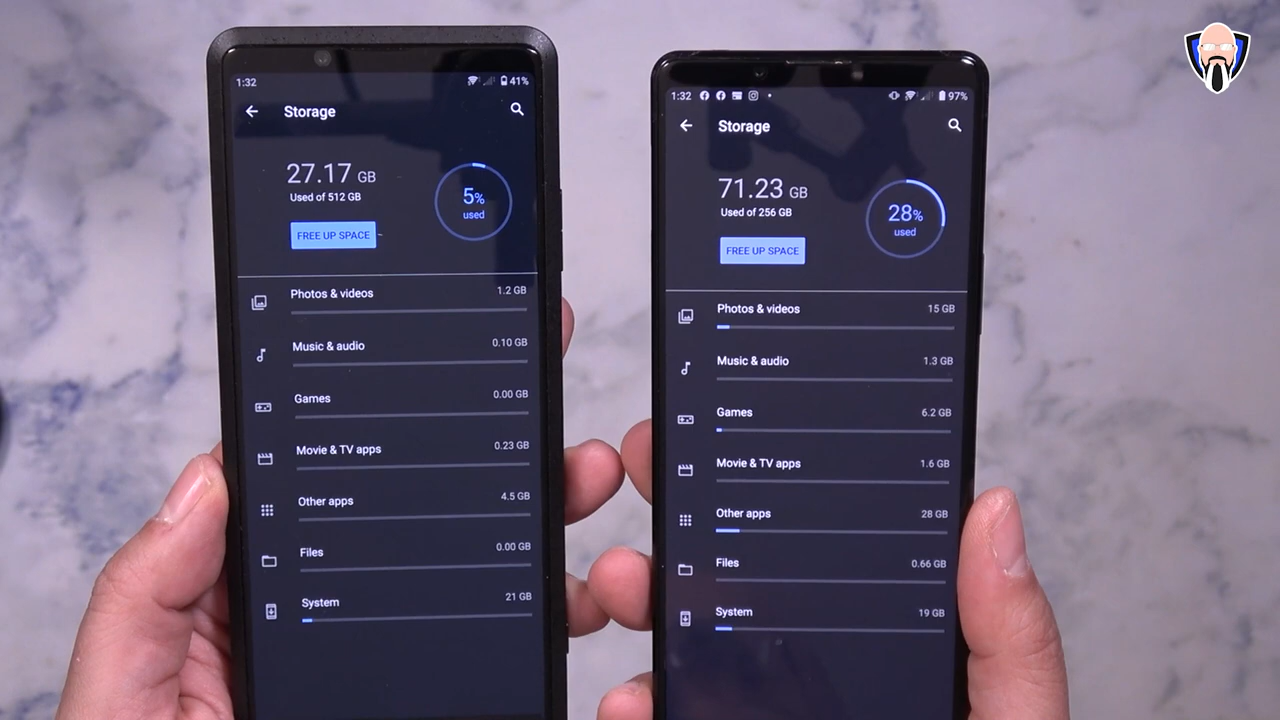 1:32
41%
Storage
27.17 GB
Used of 512 GB
5%
used
FREE UP SPACE
Photos & videos 1.2 GB
Music & audio 0.10 GB
Games 0.00 GB
Movie & TV apps 0.23 GB
Other apps 4.5 GB
Files 0.00 GB
System 21 GB
1:32
97%
Storage
71.23 GB
Used of 256 GB
28%
used
FREE UP SPACE
Photos & videos 15 GB
Music & audio 1.3 GB
Games 6.2 GB
Movie & TV apps 1.6 GB
Other apps 28 GB
Files 0.66 GB
System 19 GB